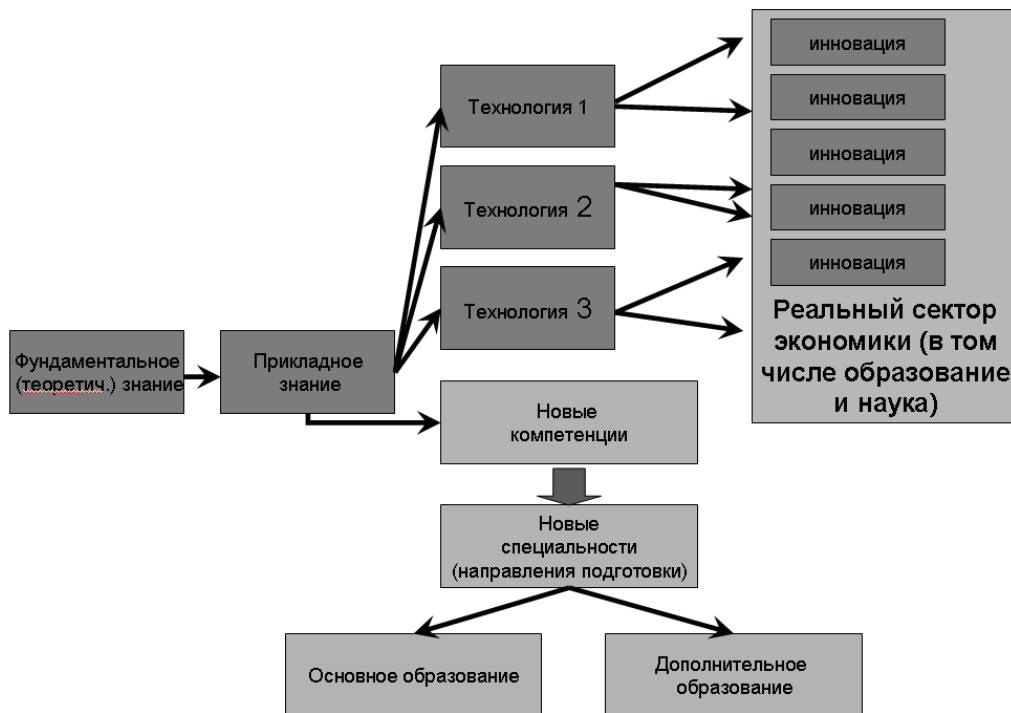 инновация
Технология 1
инновация
инновация
Технология 2
инновация
инновация
Технология 3
Реальный сектор
экономики (в том
числе образование
и наука)
Фундаментальное
(теоретич.) знание
Прикладное
знание
Новые
компетенции
Новые
специальности
(направления подготовки)
Основное образование
Дополнительное
образование